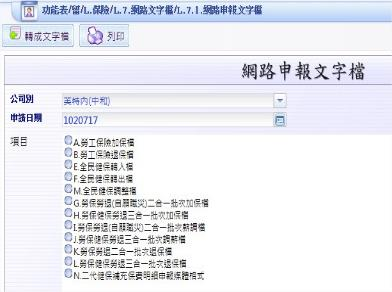 功能表/留/L.保險/L.7.網路文字檔/L.7.1.網路申報文字檔
轉成文字檔 列印
網路申報文字檔
公司別 英特內(中和)
申請日期 1020717
項目
A.勞工保險加保檔
B.勞工保險退保檔
E.全民健保轉入檔
F.全民健保轉出檔
M.全民健保調整檔
G.勞保勞退(自願職災)二合一批次加保檔
H.勞保健保勞退三合一批次加保檔
I.勞保勞退(自願職災)二合一批次薪調檔
J.勞保健保勞退三合一批次調薪檔
K.勞保勞退二合一批次退保檔
L.勞保健保勞退三合一批次退保檔
N.二代健保補充保費明細申報媒體格式